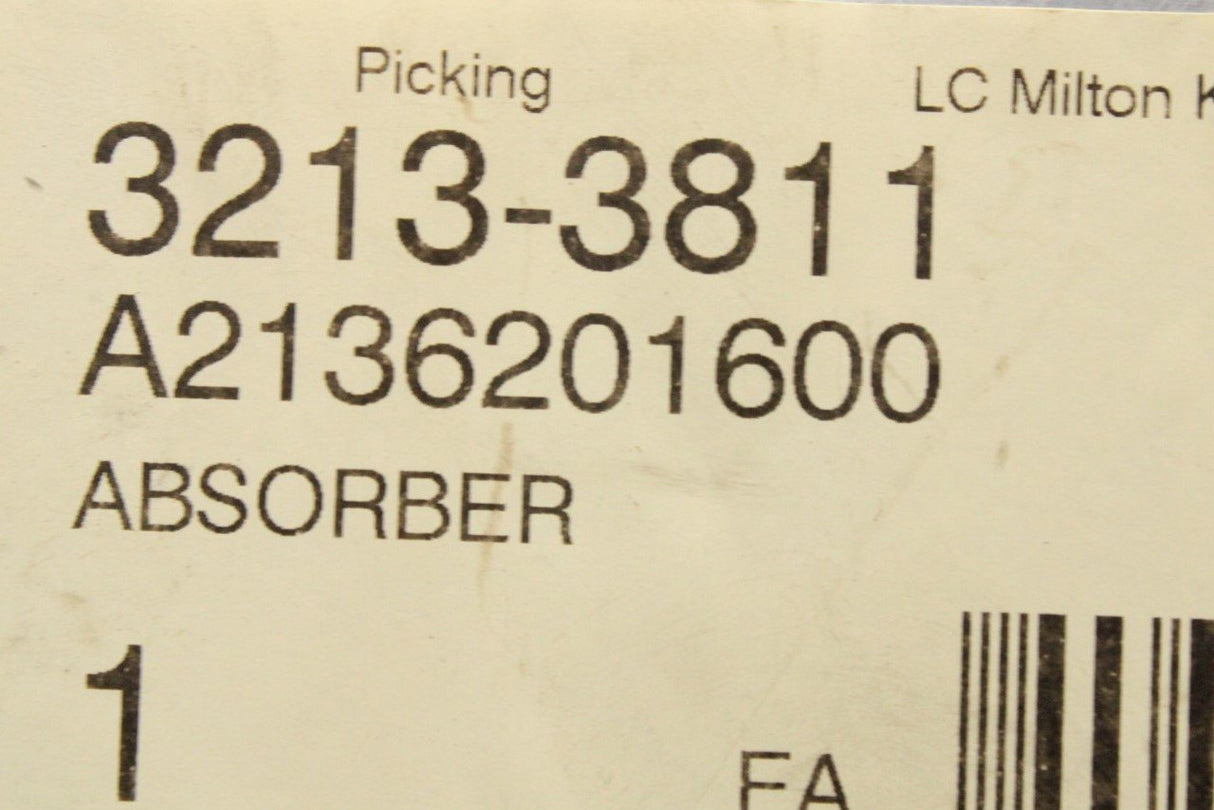 Picking LC Milton K
3213-3811
A2136201600
ABSORBER
1
EA